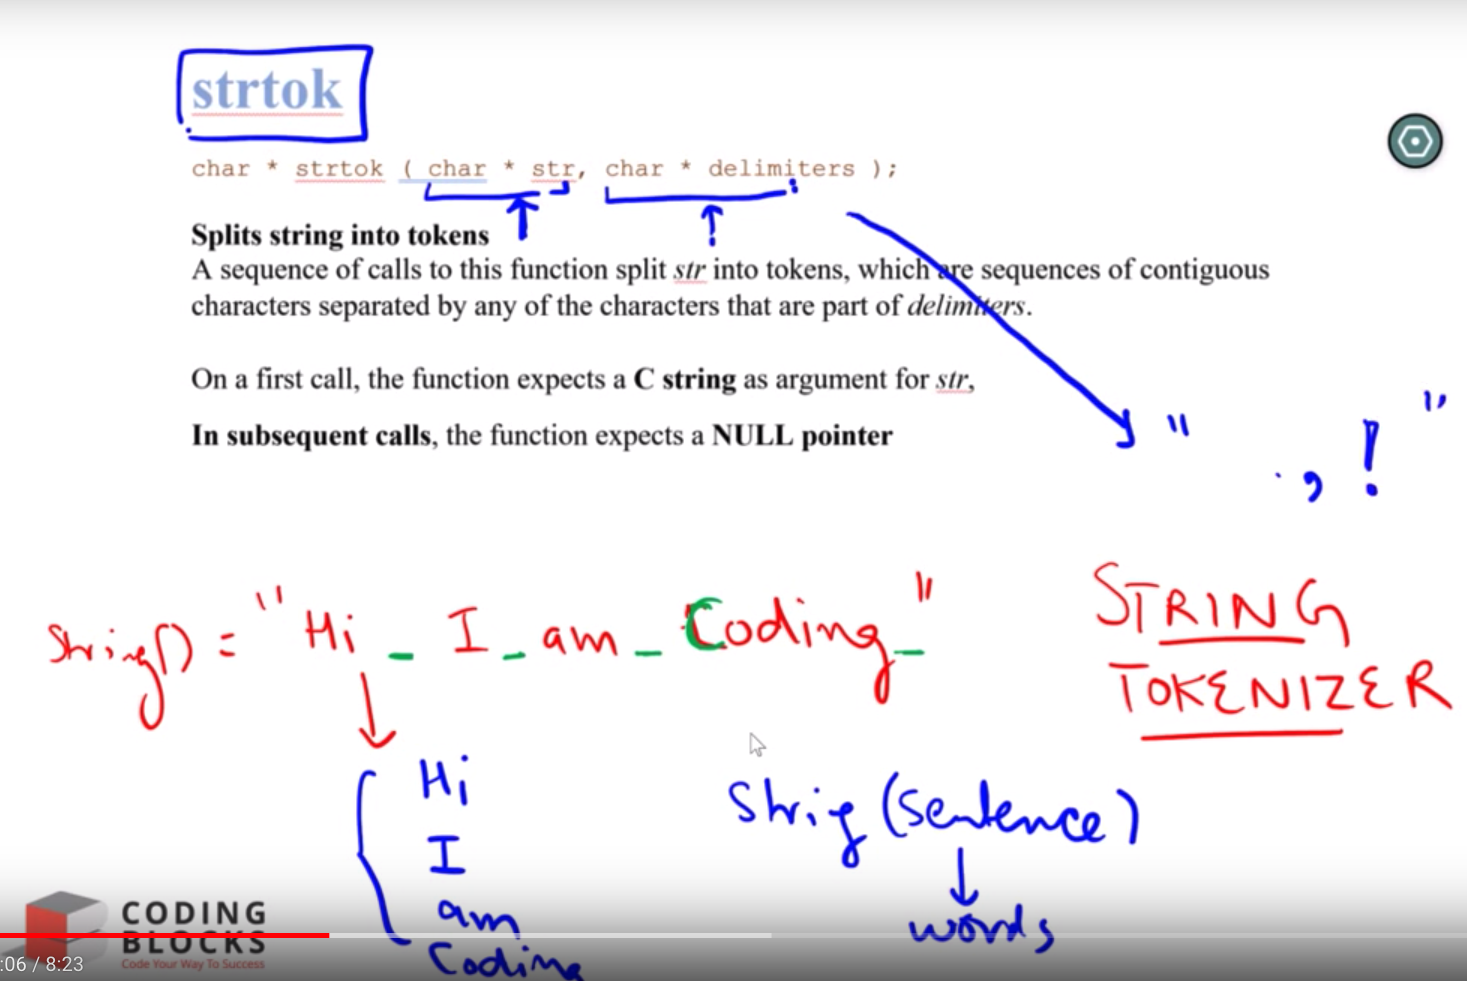 strtok
char * strtok ( char * str, char * delimiters );
Splits string into tokens
A sequence of calls to this function split str into tokens, which are sequences of contiguous
characters separated by any of the characters that are part of delimiters.
On a first call, the function expects a C string as argument for str,
In subsequent calls, the function expects a NULL pointer
" . , ! "
String[] = "Hi _ I _ am _ Coding _"
STRING
TOKENIZER
Hi
I
am
Coding
Strig (sentence)
words
CODING
BLOCKS
Code Your Way To Success
:06 / 8:23